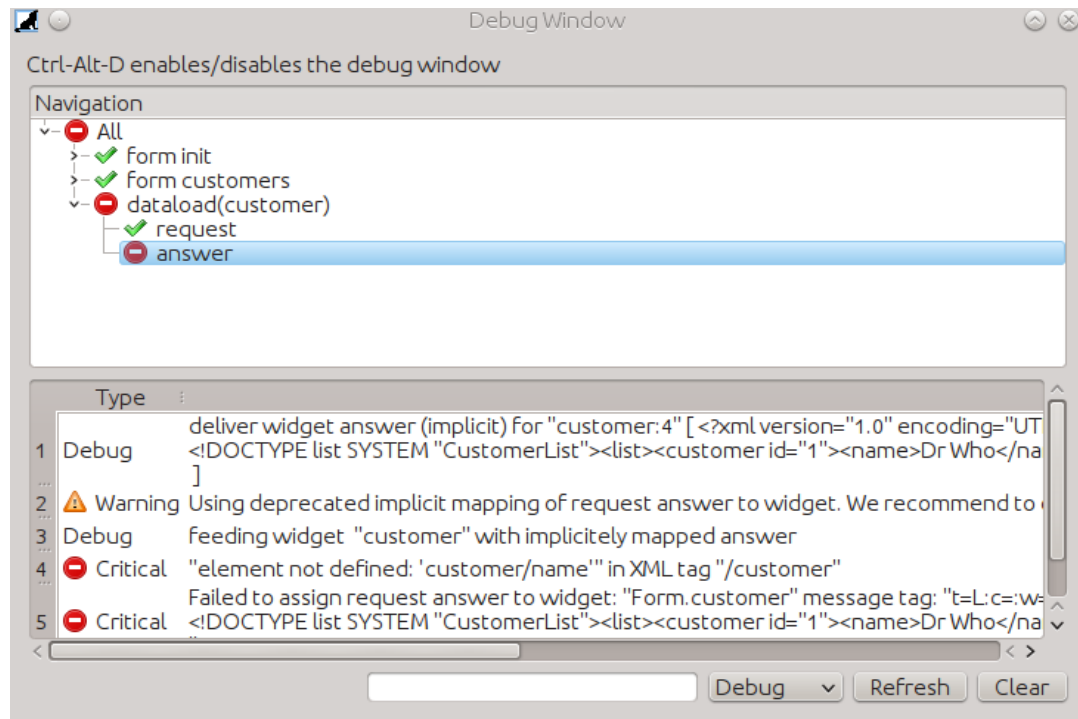 Debug Window
Ctrl-Alt-D enables/disables the debug window
Navigation
All
form init
form customers
dataload(customer)
request
answer
Type
deliver widget answer (implicit) for "customer:4" [ <?xml version="1.0" encoding="UT
1 Debug <!DOCTYPE list SYSTEM "CustomerList"><list><customer id="1"><name>Dr Who</na
]
2 Warning Using deprecated implicit mapping of request answer to widget. We recommend to
3 Debug feeding widget "customer" with implicitely mapped answer
4 Critical "element not defined: 'customer/name'" in XML tag "/customer"
Failed to assign request answer to widget: "Form.customer" message tag: "t=L:c=:w=
5 Critical <!DOCTYPE list SYSTEM "CustomerList"><list><customer id="1"><name>Dr Who</na
Debug Refresh Clear